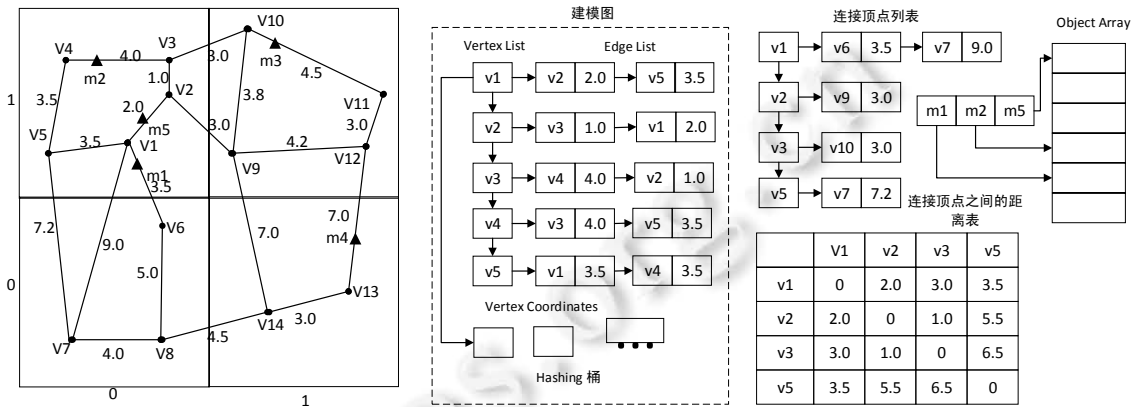 V10
V4
V3
4.0
3.0
m2
m3
4.5
1.0
3.5
3.8
V2
V11
1
2.0
3.0
m5
V5
3.5
V1
3.0
4.2
V9
V12
m1
3.5
7.2
7.0
V6
7.0
m4
9.0
5.0
0
V13
V14
3.0
V7
4.0
V8
4.5
0
1
建模图
Vertex List
Edge List
v1 v2 2.0 v5 3.5
v2 v3 1.0 v1 2.0
v3 v4 4.0 v2 1.0
v4 v3 4.0 v5 3.5
v5 v1 3.5 v4 3.5
Vertex Coordinates
Hashing 桶
连接顶点列表
v1 v6 3.5 v7 9.0
v2 v9 3.0
v3 v10 3.0
v5 v7 7.2
Object Array
m1 m2 m5
连接顶点之间的距
离表
V1 v2 v3 v5
v1 0 2.0 3.0 3.5
v2 2.0 0 1.0 5.5
v3 3.0 1.0 0 6.5
v5 3.5 5.5 6.5 0